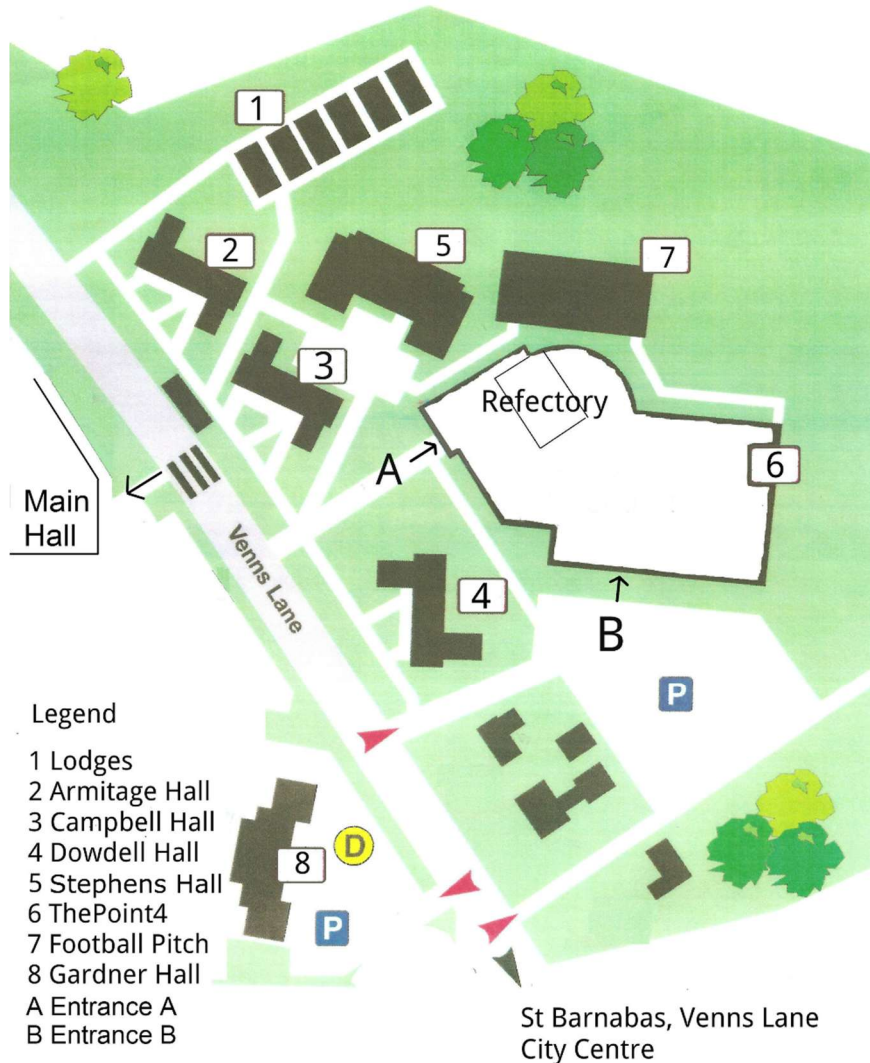 1
2
5
7
3
Refectory
A
6
Main
Hall
Venns Lane
4
B
P
Legend
1 Lodges
2 Armitage Hall
3 Campbell Hall
4 Dowdell Hall
5 Stephens Hall
6 ThePoint4
7 Football Pitch
8 Gardner Hall
A Entrance A
B Entrance B
8
D
P
St Barnabas, Venns Lane
City Centre